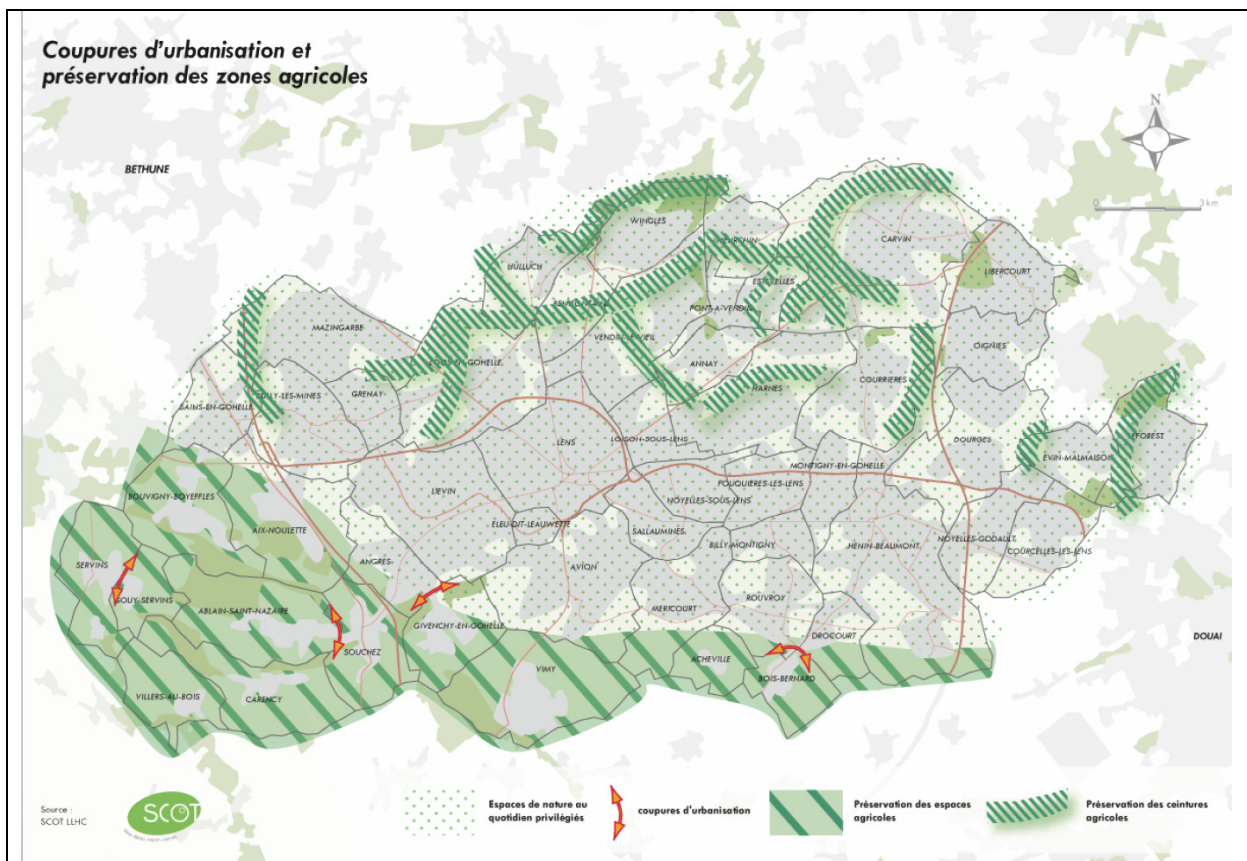 Coupures d'urbanisation et
préservation des zones agricoles
N
BETHUNE
0
3 km
WINGLES
CARVIN
HULLUCH
LIBERCOURT
ESTEVELLES
PONT-A-VENDIN
MAZINGARBE
VENDIN-LE-VIEIL
OIGNIES
ANNAY
GRENAY
HARNES
COURRIERES
SAINS-EN-GOHELLE
LENS
LOISON-SOUS-LENS
DOURGES
EVIN-MALMAISON
MONTIGNY-EN-GOHELLE
FOUQUIERES-LES-LENS
LIEVIN
BOUVIGNY-BOYEFFLES
NOYELLES-SOUS-LENS
AIX-NOULETTE
ELEU-DIT-LEAUWETTE
SALLAUMINES
BILLY-MONTIGNY
HENIN-BEAUMONT
NOYELLES-GODAULT
COURCELLES-LES-LENS
ANGRES
SERVINS
AVION
GOUY-SERVINS
ROUVROY
ABLAIN-SAINT-NAZAIRE
MERICOURT
GIVENCHY-EN-GOHELLE
DROCOURT
DOUAI
SOUCHEZ
ACHEVILLE
VIMY
BOIS-BERNARD
VILLERS-AU-BOIS
CARENCY
Source :
SCOT LLHC
SCOT
Espaces de nature au
quotidien privilégiés
coupures d'urbanisation
Préservation des espaces
agricoles
Préservation des ceintures
agricoles